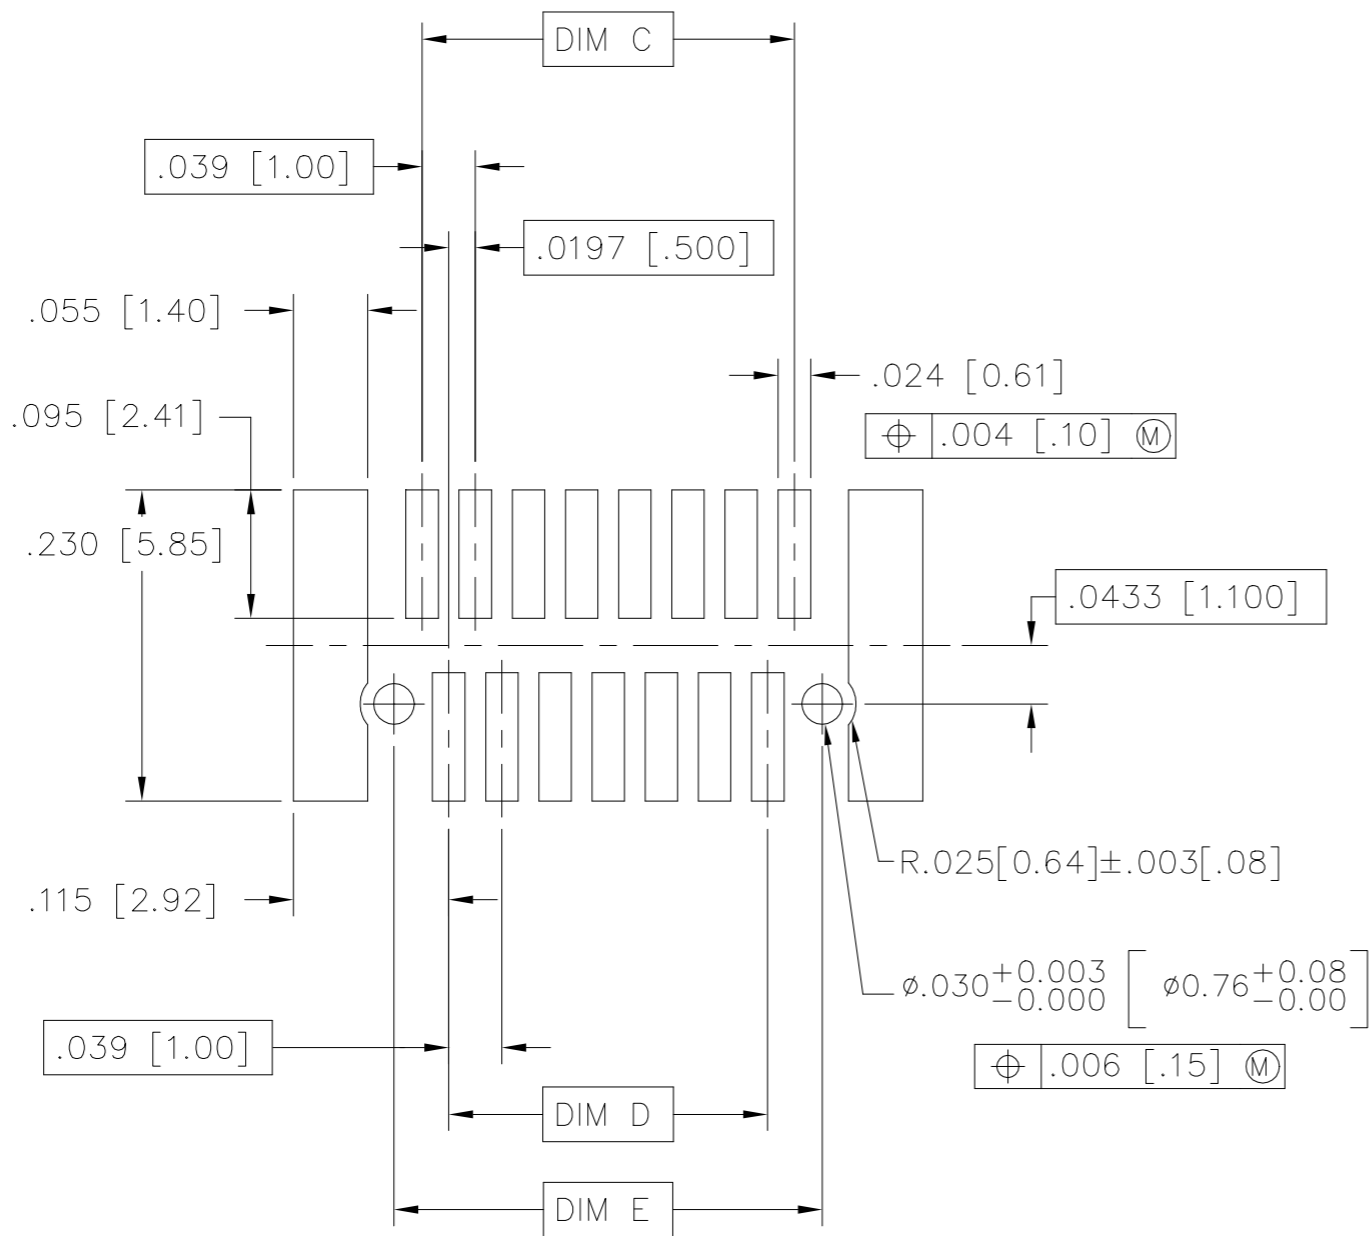 DIM C
.039 [1.00]
.0197 [.500]
.055 [1.40]
.024 [0.61]
.095 [2.41]
⌖ .004 [.10] Ⓜ
.230 [5.85]
.0433 [1.100]
R.025[0.64]±.003[.08]
.115 [2.92]
⌀.030 +0.003 -0.000 [ ⌀0.76 +0.08 -0.00 ]
.039 [1.00]
⌖ .006 [.15] Ⓜ
DIM D
DIM E